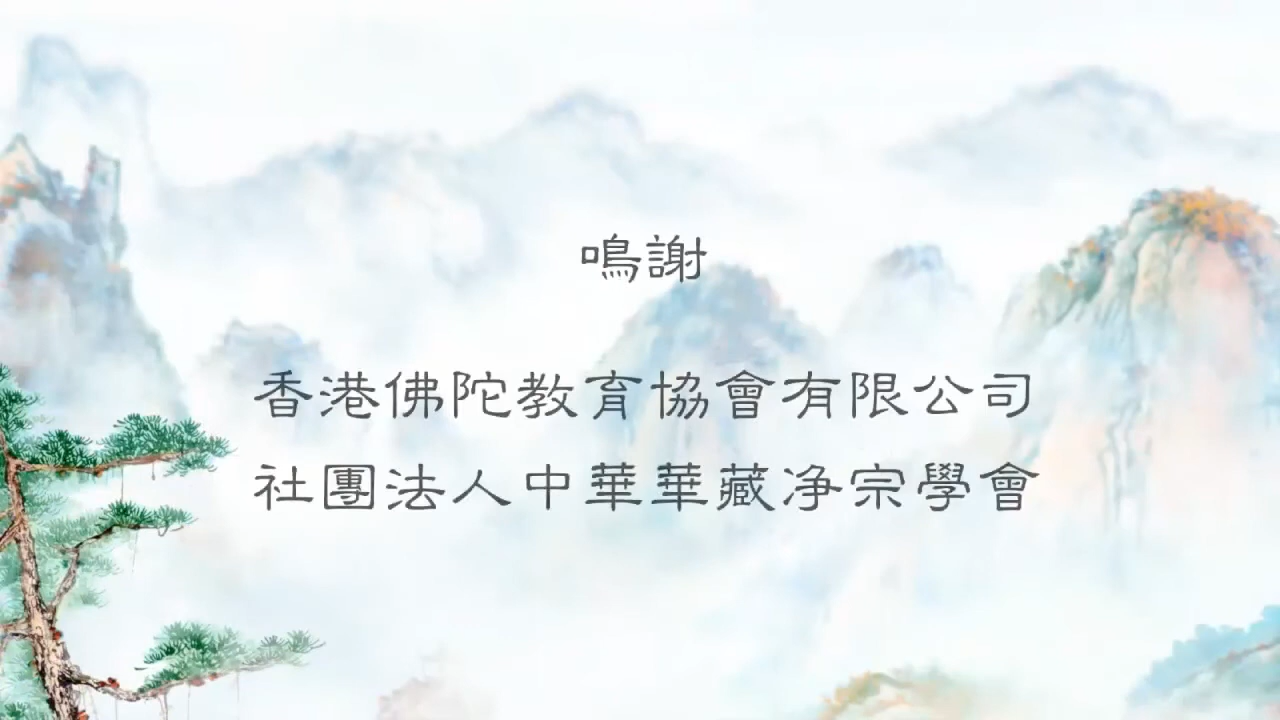 鳴謝
香港佛陀教育協會有限公司
社團法人中華華藏净宗學會